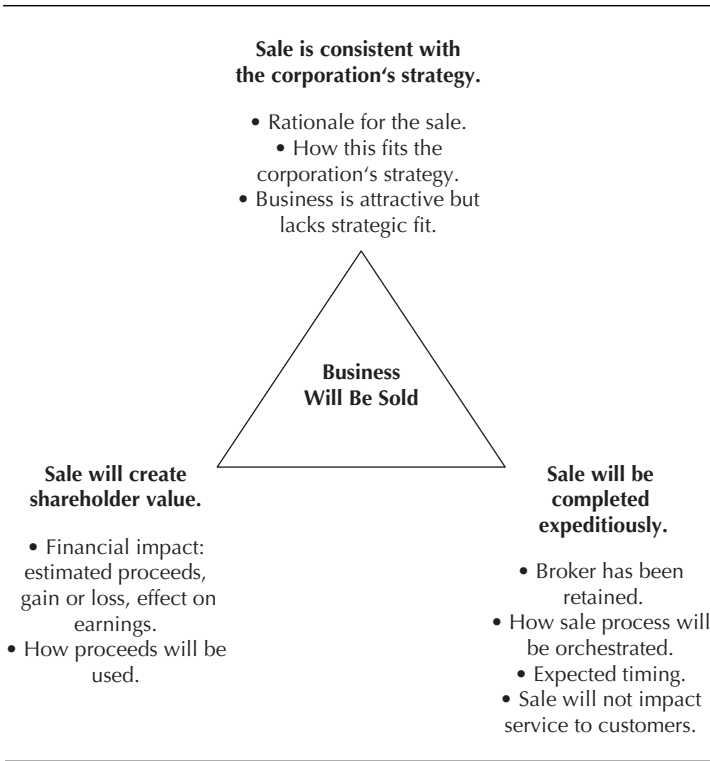 Sale is consistent with
the corporation‘s strategy.
• Rationale for the sale.
• How this fits the
corporation‘s strategy.
• Business is attractive but
lacks strategic fit.
Business
Will Be Sold
Sale will create
shareholder value.
• Financial impact:
estimated proceeds,
gain or loss, effect on
earnings.
• How proceeds will be
used.
Sale will be
completed
expeditiously.
• Broker has been
retained.
• How sale process will
be orchestrated.
• Expected timing.
• Sale will not impact
service to customers.